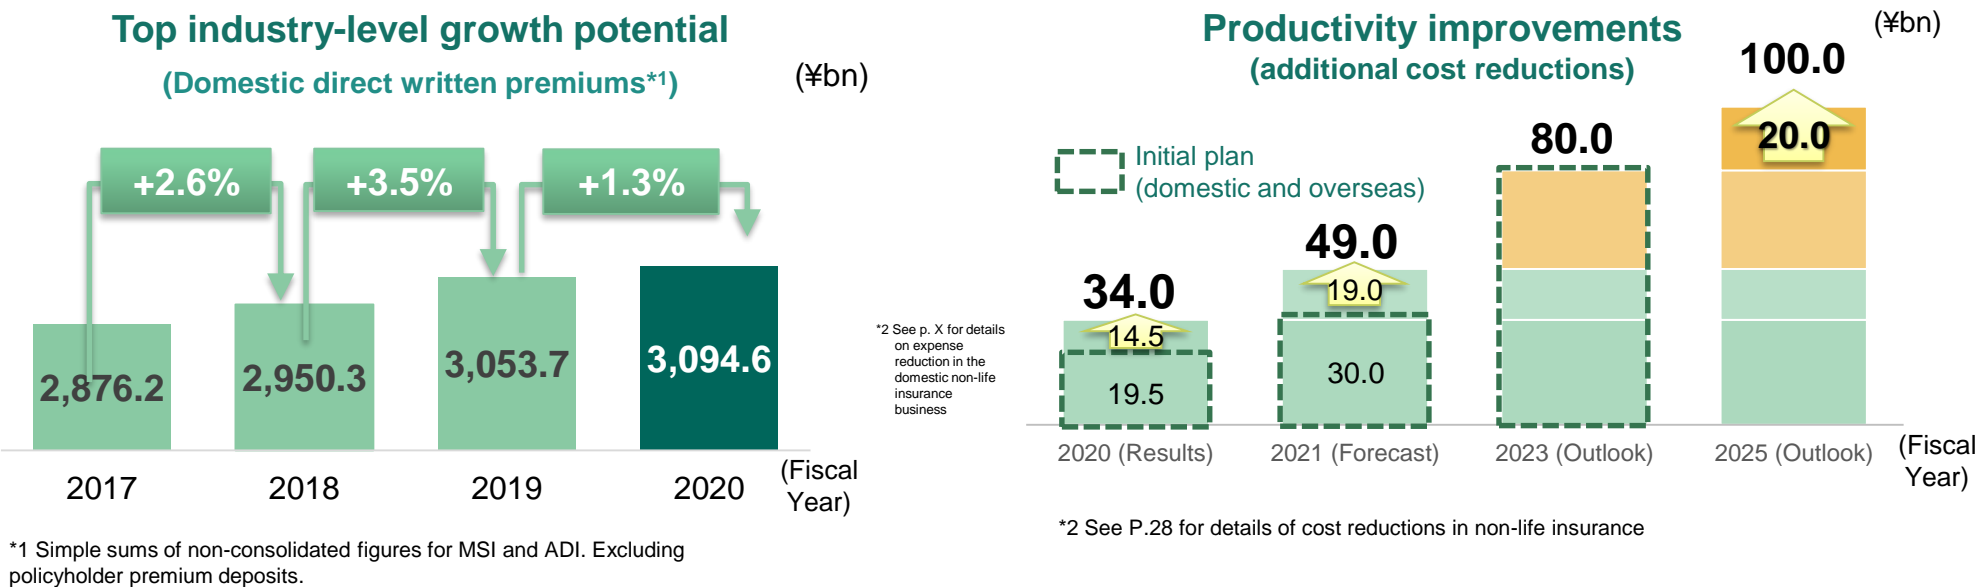 Top industry-level growth potential
(Domestic direct written premiums*1)
(¥bn)
+2.6%
+3.5%
+1.3%
2,876.2
2,950.3
3,053.7
3,094.6
2017
2018
2019
2020
(Fiscal
Year)
*1 Simple sums of non-consolidated figures for MSI and ADI. Excluding
policyholder premium deposits.
*2 See p. X for details
on expense
reduction in the
domestic non-life
insurance
business
Productivity improvements
(additional cost reductions)
(¥bn)
Initial plan
(domestic and overseas)
34.0
14.5
19.5
49.0
19.0
30.0
80.0
100.0
20.0
2020 (Results)
2021 (Forecast)
2023 (Outlook)
2025 (Outlook)
(Fiscal
Year)
*2 See P.28 for details of cost reductions in non-life insurance